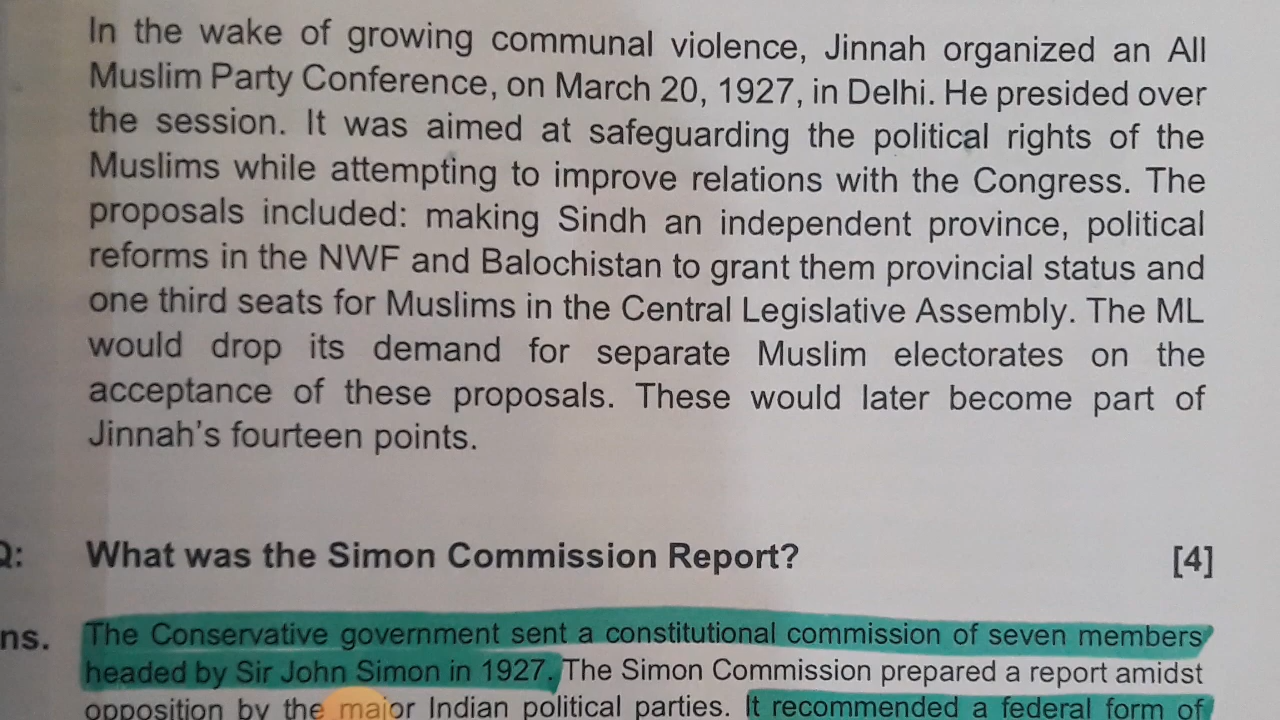 In the wake of growing communal violence, Jinnah organized an All
Muslim Party Conference, on March 20, 1927, in Delhi. He presided over
the session. It was aimed at safeguarding the political rights of the
Muslims while attempting to improve relations with the Congress. The
proposals included: making Sindh an independent province, political
reforms in the NWF and Balochistan to grant them provincial status and
one third seats for Muslims in the Central Legislative Assembly. The ML
would drop its demand for separate Muslim electorates on the
acceptance of these proposals. These would later become part of
Jinnah's fourteen points.
Q: What was the Simon Commission Report? [4]
ns. The Conservative government sent a constitutional commission of seven members
headed by Sir John Simon in 1927. The Simon Commission prepared a report amidst
opposition by the major Indian political parties. It recommended a federal form of